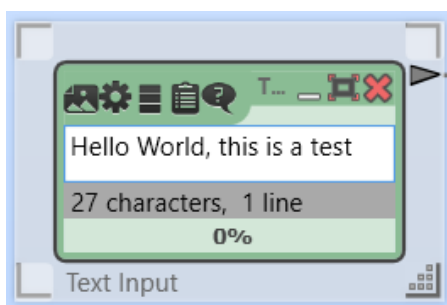 T...
Hello World, this is a test
27 characters,  1 line
0%
Text Input